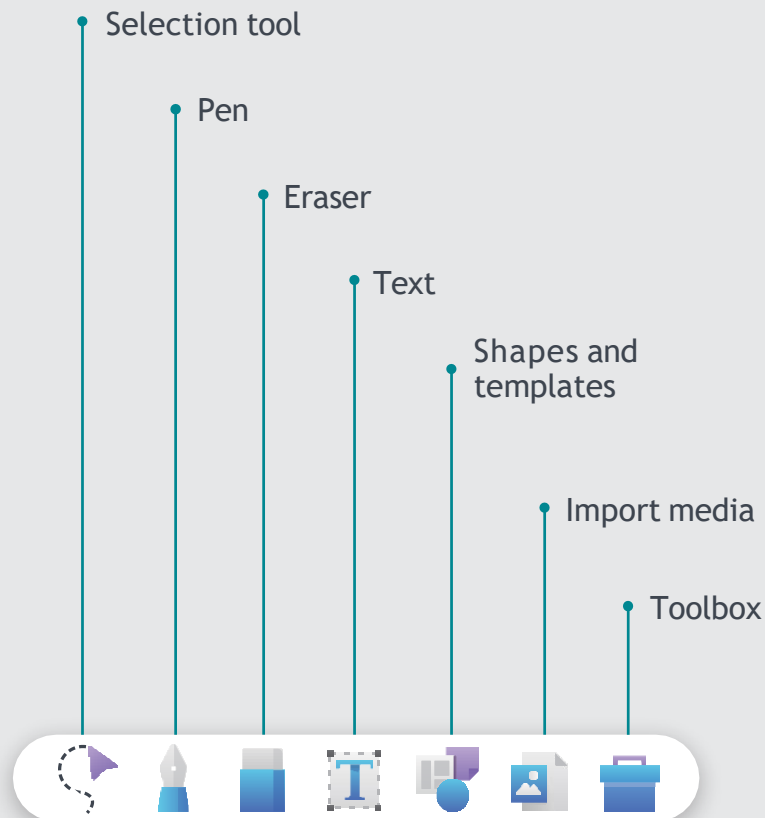 Selection tool
Pen
Eraser
Text
Shapes and
templates
Import media
Toolbox
T